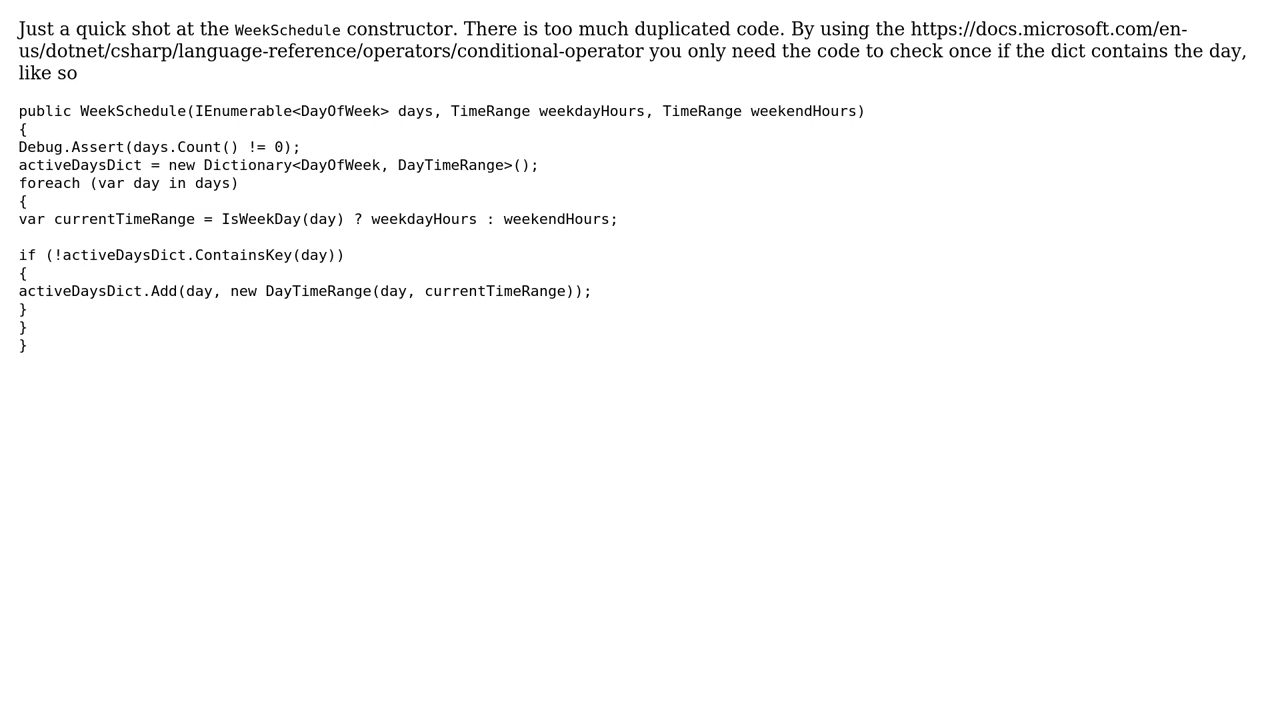 Just a quick shot at the WeekSchedule constructor. There is too much duplicated code. By using the https://docs.microsoft.com/en-
us/dotnet/csharp/language-reference/operators/conditional-operator you only need the code to check once if the dict contains the day,
like so
public WeekSchedule(IEnumerable<DayOfWeek> days, TimeRange weekdayHours, TimeRange weekendHours)
{
Debug.Assert(days.Count() != 0);
activeDaysDict = new Dictionary<DayOfWeek, DayTimeRange>();
foreach (var day in days)
{
var currentTimeRange = IsWeekDay(day) ? weekdayHours : weekendHours;
if (!activeDaysDict.ContainsKey(day))
{
activeDaysDict.Add(day, new DayTimeRange(day, currentTimeRange));
}
}
}